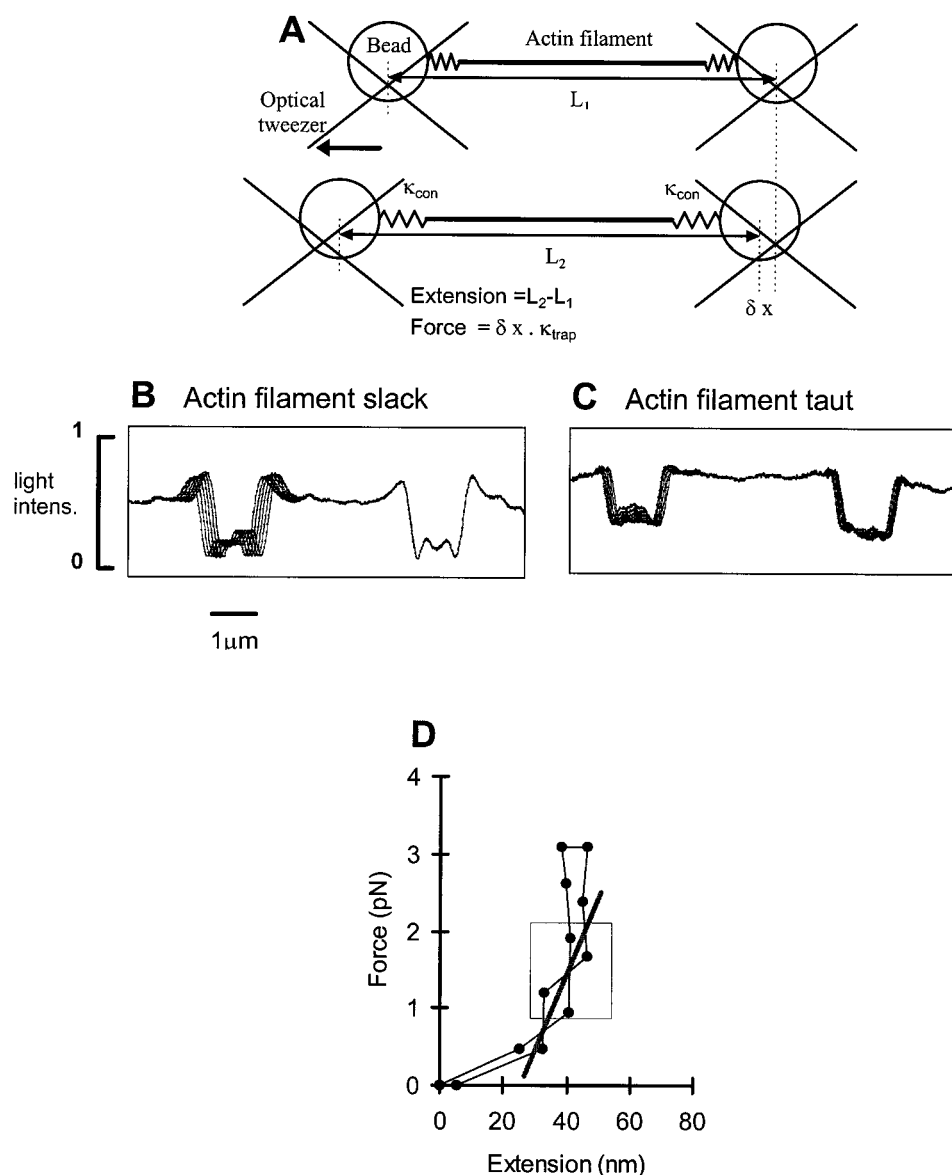 A
Bead
Actin filament
L₁
Optical
tweezer
κcon
κcon
L₂
Extension =L₂-L₁
δ x
Force = δ x . κtrap
B Actin filament slack
C Actin filament taut
1
light
intens.
0
1μm
D
4
3
2
1
0
Force (pN)
0 20 40 60 80
Extension (nm)